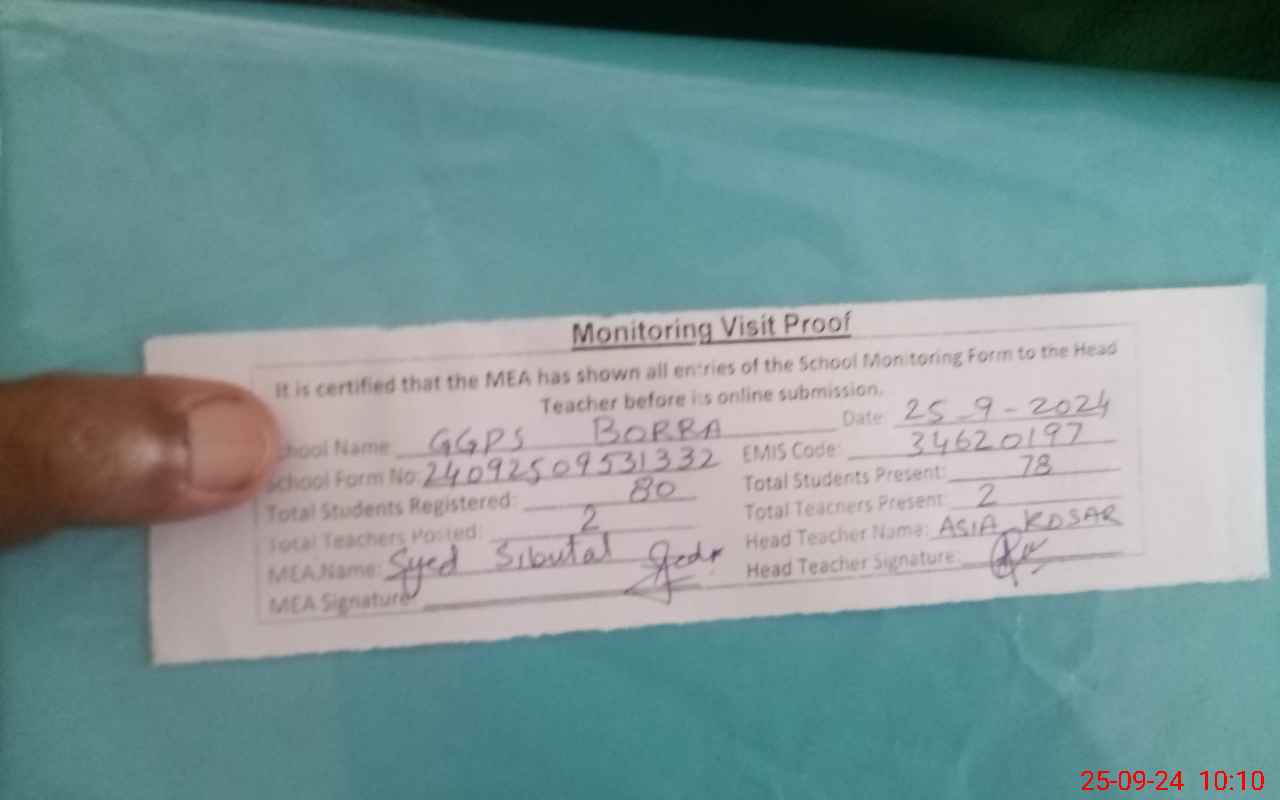 Monitoring Visit Proof
It is certified that the MEA has shown all entries of the School Monitoring Form to the Head
Teacher before its online submission.
chool Name: GGPS BORRA Date: 25-9-2024
School Form No: 24092509531332 EMIS Code: 34620197
Total Students Registered: 80 Total Students Present: 78
Total Teachers Posted: 2 Total Teachers Present: 2
MEA Name: Syed Sibutal Head Teacher Name: ASIA KOSAR
MEA Signature: Head Teacher Signature:
25-09-24 10:10